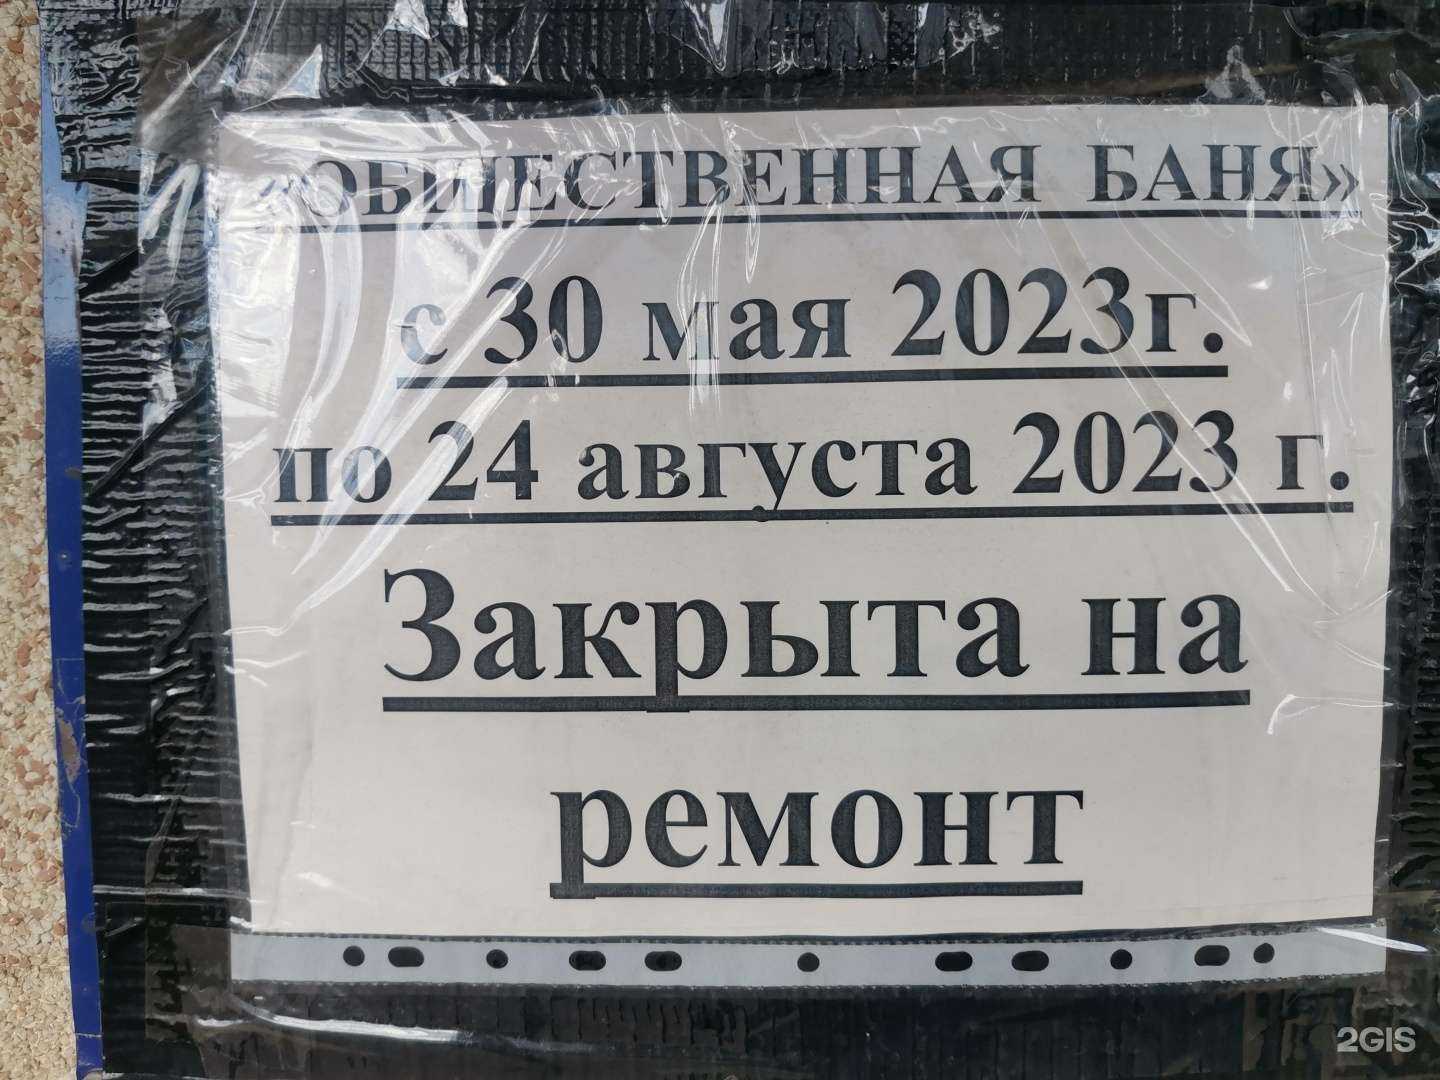 «ОБЩЕСТВЕННАЯ БАНЯ»
с 30 мая 2023г.
по 24 августа 2023 г.
Закрыта на
ремонт
2GIS